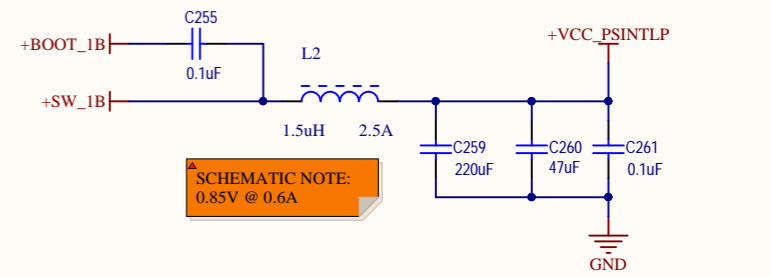 C255
+BOOT_1B
0.1uF
+VCC_PSINTLP
L2
+SW_1B
1.5uH 2.5A
C259
220uF
C260
47uF
C261
0.1uF
SCHEMATIC NOTE:
0.85V @ 0.6A
GND